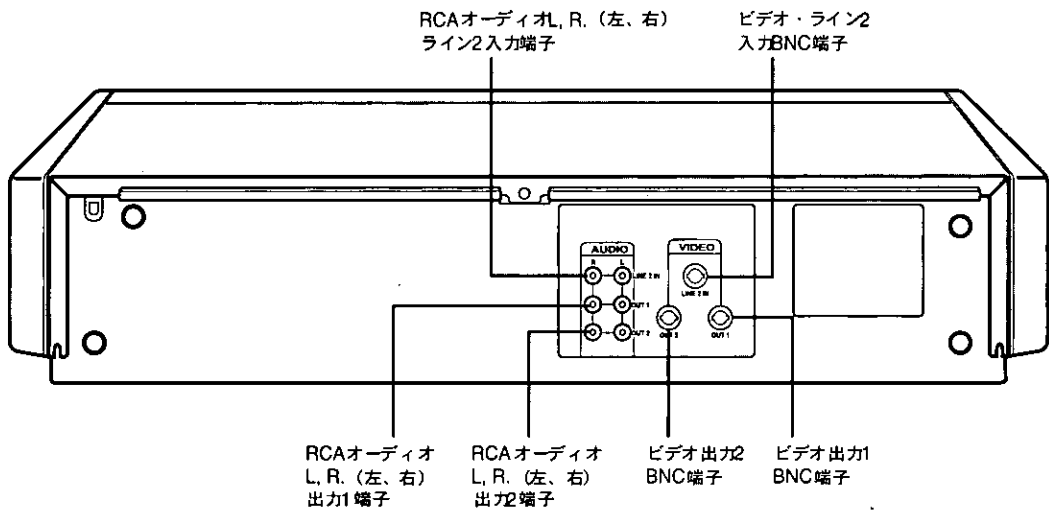 RCAオーディオL, R.（左、右）
ライン2入力端子
ビデオ・ライン2
入力BNC端子
AUDIO
R L
LINE 2 IN
OUT 1
OUT 2
VIDEO
LINE 2 IN
OUT 2
OUT 1
RCAオーディオ
L, R.（左、右）
出力1端子
RCAオーディオ
L, R.（左、右）
出力2端子
ビデオ出力2
BNC端子
ビデオ出力1
BNC端子